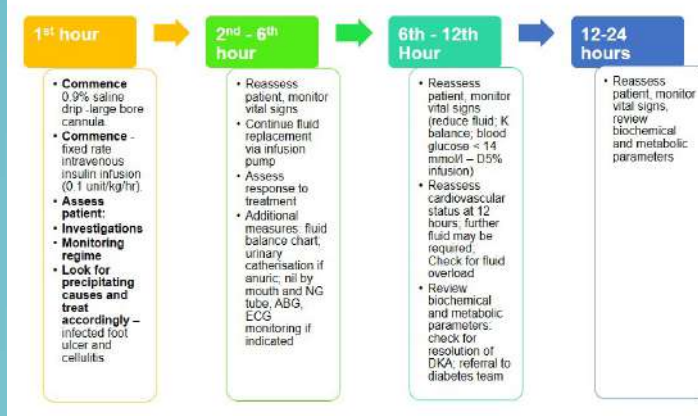 1st hour
• Commence
0.9% saline
drip -large bore
cannula.
• Commence -
fixed rate
intravenous
insulin infusion
(0.1 unit/kg/hr).
• Assess
patient:
• Investigations
• Monitoring
regime
• Look for
precipitating
causes and
treat
accordingly –
infected foot
ulcer and
cellulitis
2nd - 6th
hour
• Reassess
patient, monitor
vital signs
• Continue fluid
replacement
via infusion
pump
• Assess
response to
treatment
• Additional
measures: fluid
balance chart;
urinary
catherisation if
anuric; nil by
mouth and NG
tube, ABG,
ECG
monitoring if
indicated
6th - 12th
Hour
• Reassess
patient, monitor
vital signs
(reduce fluid; K
balance; blood
glucose < 14
mmol/l – D5%
infusion)
• Reassess
cardiovascular
status at 12
hours; further
fluid may be
required;
Check for fluid
overload
• Review
biochemical
and metabolic
parameters:
check for
resolution of
DKA; referral to
diabetes team
12-24
hours
• Reassess
patient, monitor
vital signs,
review
biochemical
and metabolic
parameters